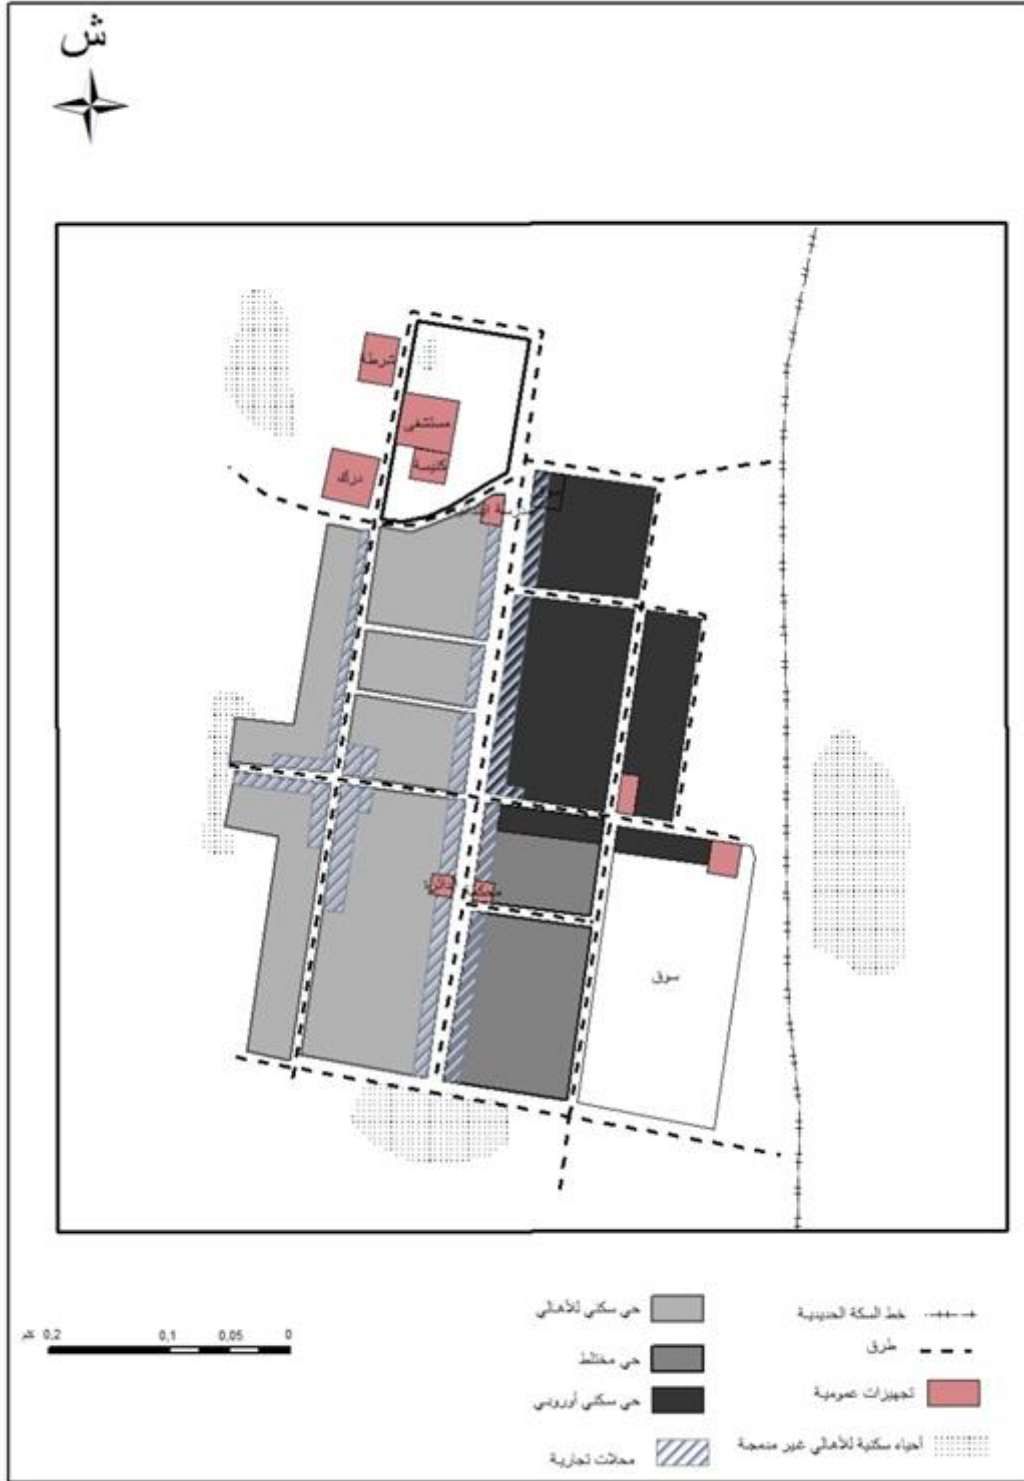 ش
شرطة
مستشفى
كنيسة
درك
سوق
خط السكة الحديدية
طرق
تجهيزات عمومية
أحياء سكنية للأهالي غير مندمجة
حي سكني للأهالي
حي مختلط
حي سكني أوروبي
محلات تجارية
0,2 كم
0,1
0,05
0